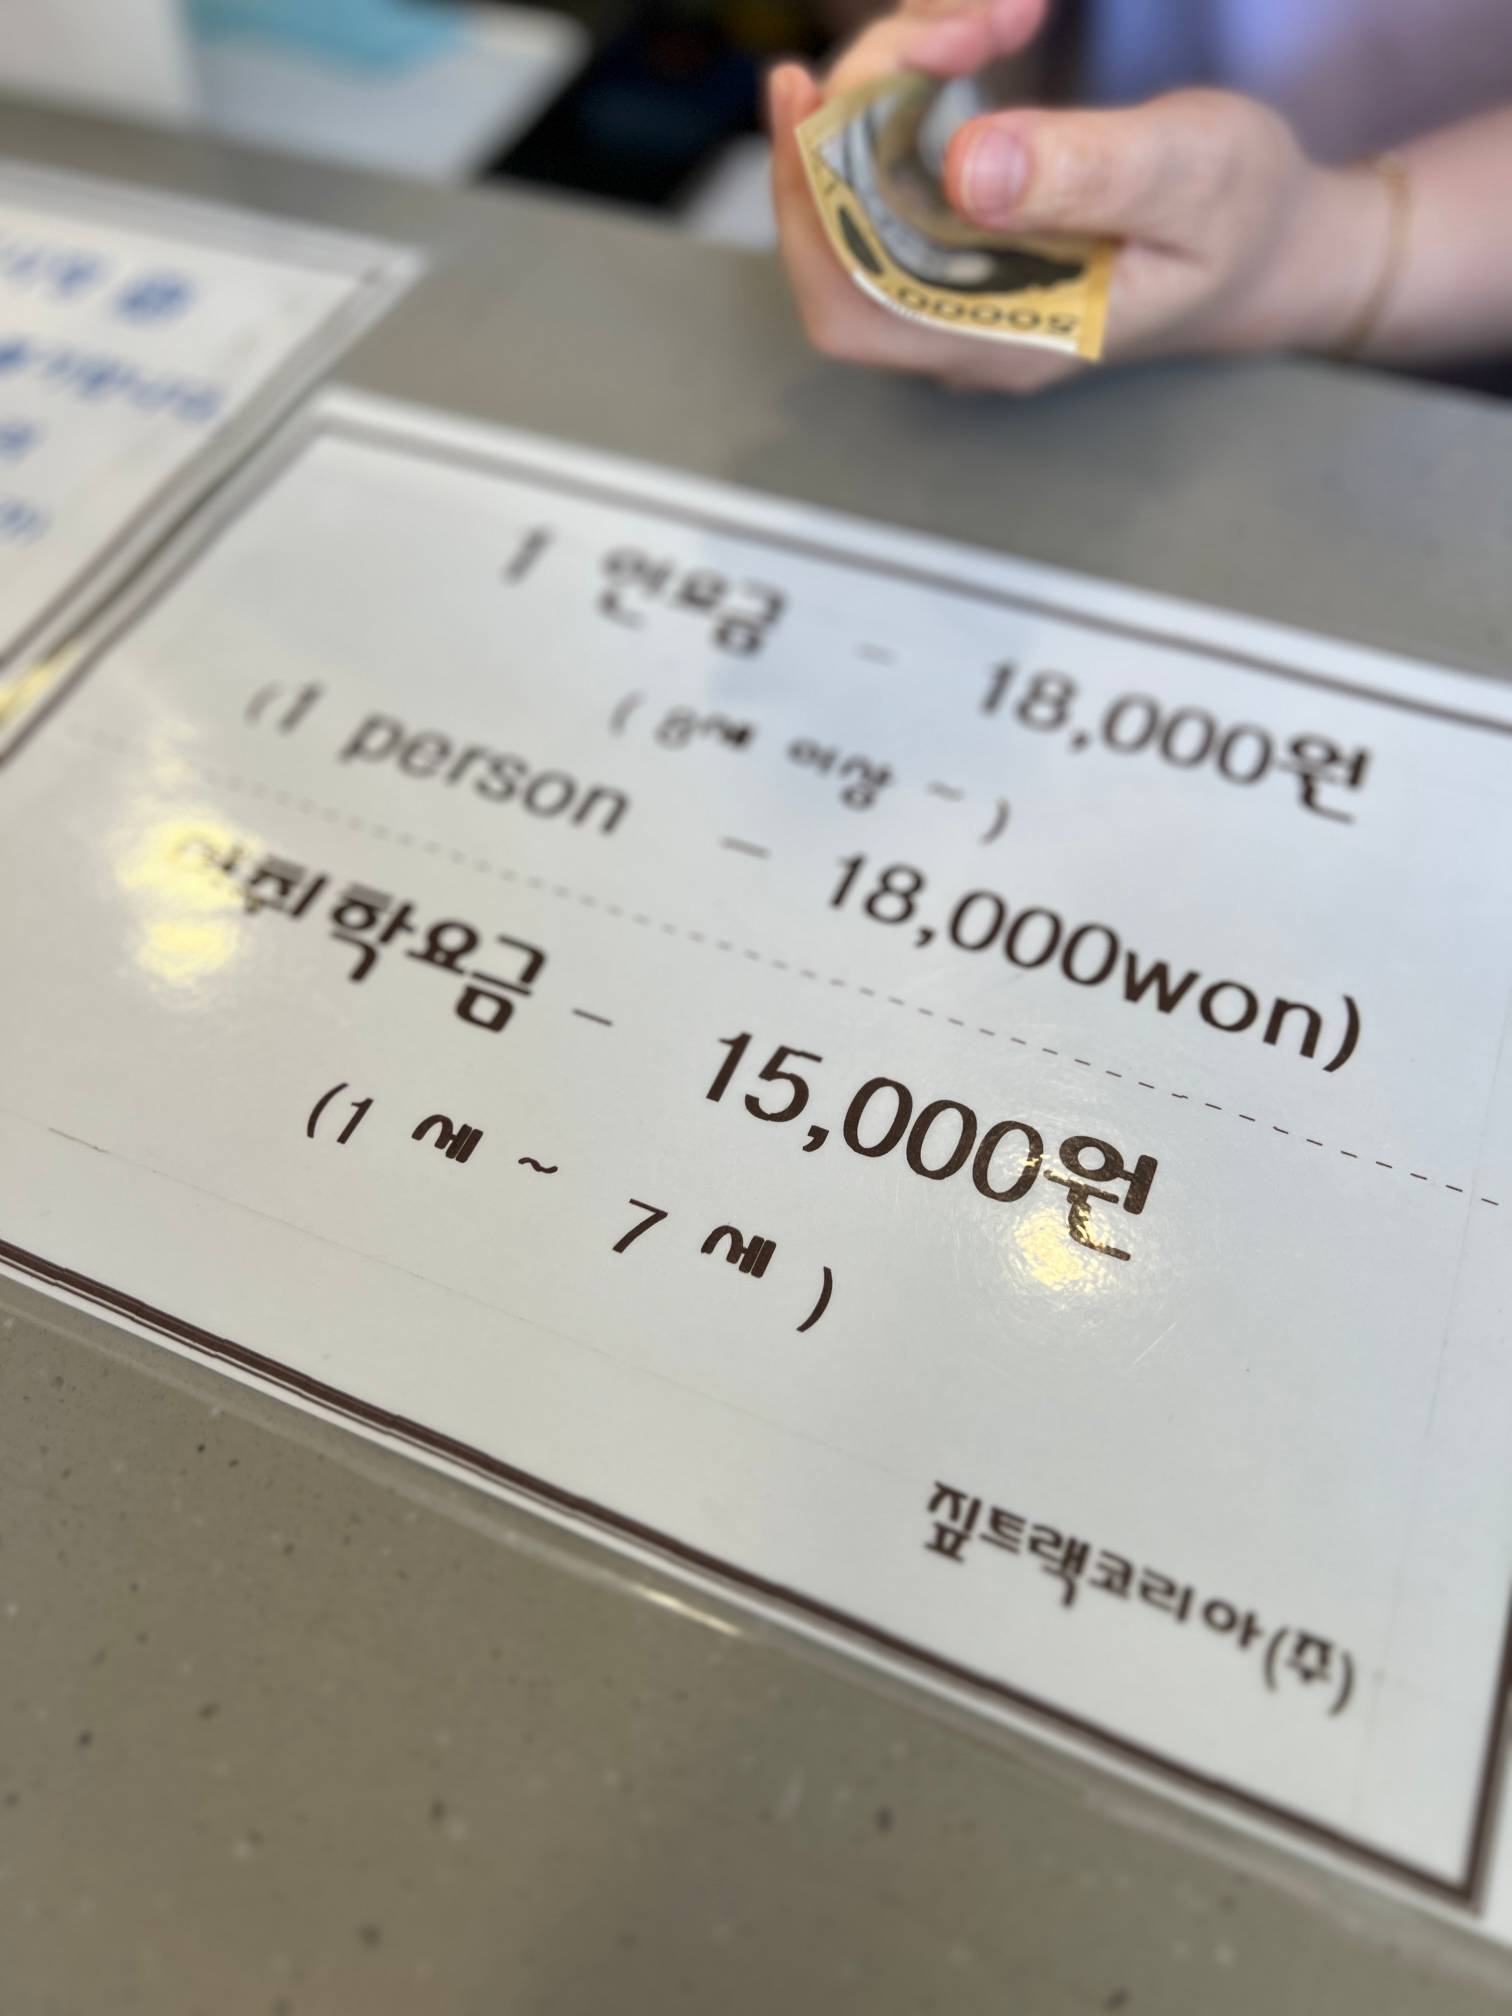 50000
1 인요금 - 18,000원
( 8세 이상 ~ )
(1 person - 18,000won)
미취학요금 - 15,000원
(1 세 ~ 7 세 )
짚트랙코리아(주)